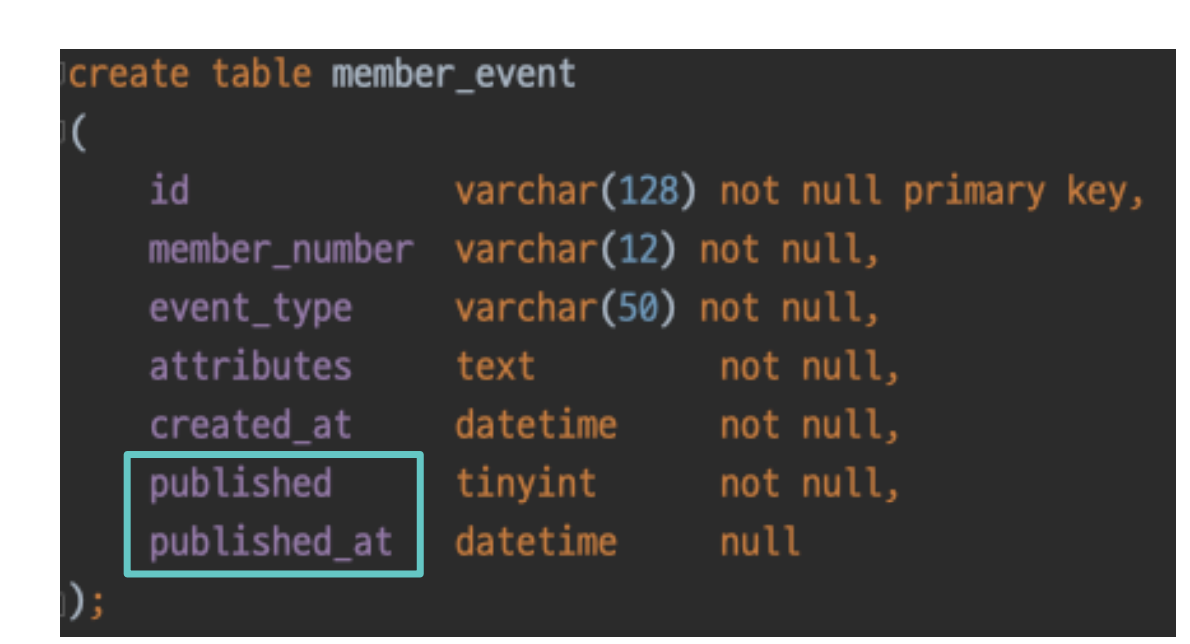 create table member_event
(
id varchar(128) not null primary key,
member_number varchar(12) not null,
event_type varchar(50) not null,
attributes text not null,
created_at datetime not null,
published tinyint not null,
published_at datetime null
);